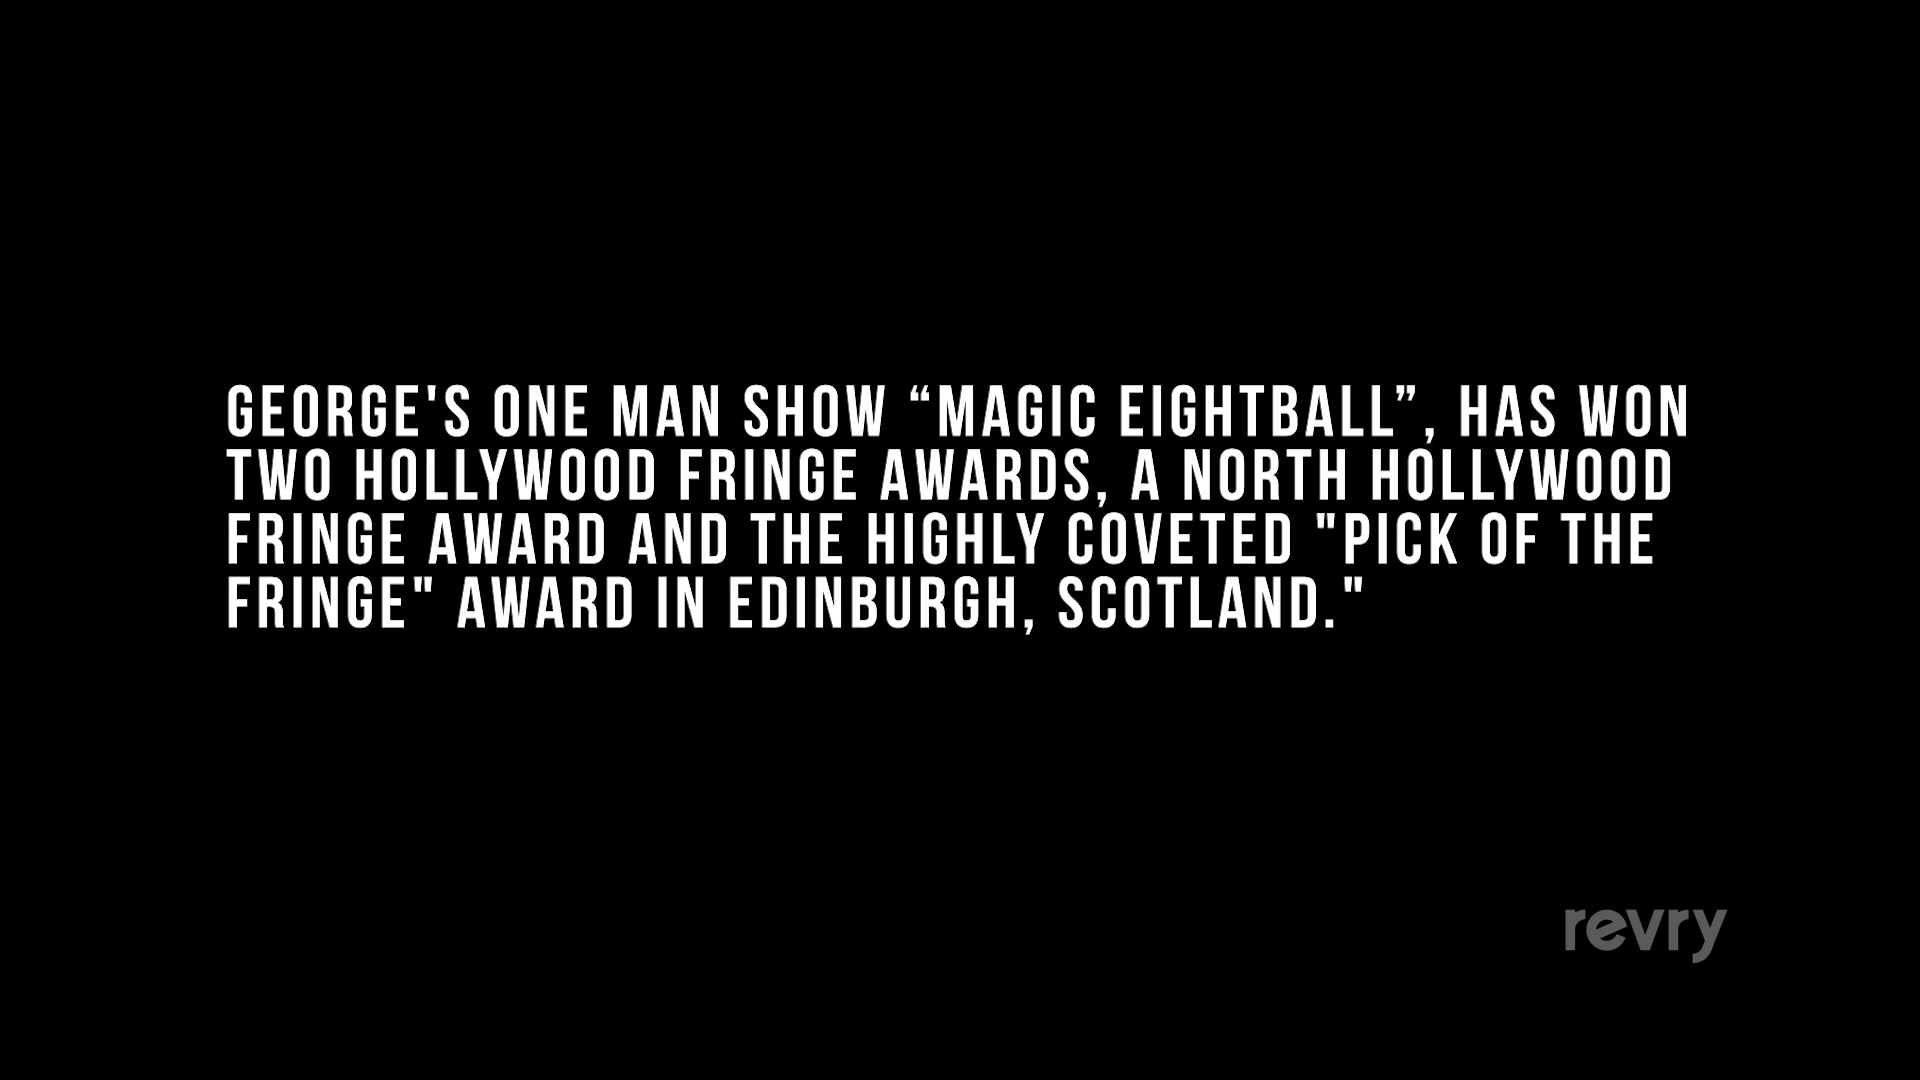 GEORGE'S ONE MAN SHOW “MAGIC EIGHTBALL”, HAS WON
TWO HOLLYWOOD FRINGE AWARDS, A NORTH HOLLYWOOD
FRINGE AWARD AND THE HIGHLY COVETED "PICK OF THE
FRINGE" AWARD IN EDINBURGH, SCOTLAND."
revry